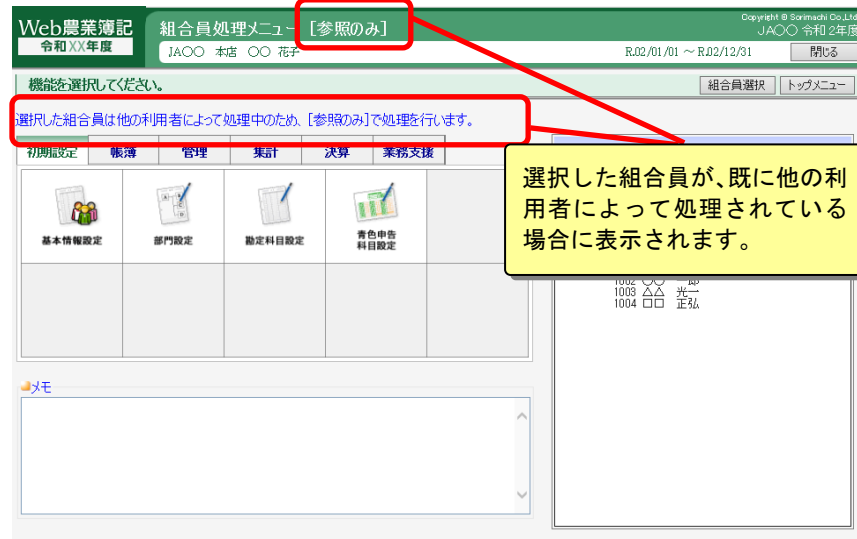 Web農業簿記
令和XX年度
組合員処理メニュー [参照のみ]
JA〇〇 本店 〇〇 花子
Copyright © Sorimachi Co.,Ltd
JA〇〇 令和 2年度
R.02/01/01 ～ R.02/12/31
閉じる
機能を選択してください。
組合員選択
トップメニュー
選択した組合員は他の利用者によって処理中のため、[参照のみ]で処理を行います。
初期設定 帳簿 管理 集計 決算 業務支援
選択した組合員が、既に他の利
用者によって処理されている
場合に表示されます。
基本情報設定
部門設定
勘定科目設定
青色申告
科目設定
1002 〇〇 一郎
1003 △△ 光一
1004 □□ 正弘
メモ